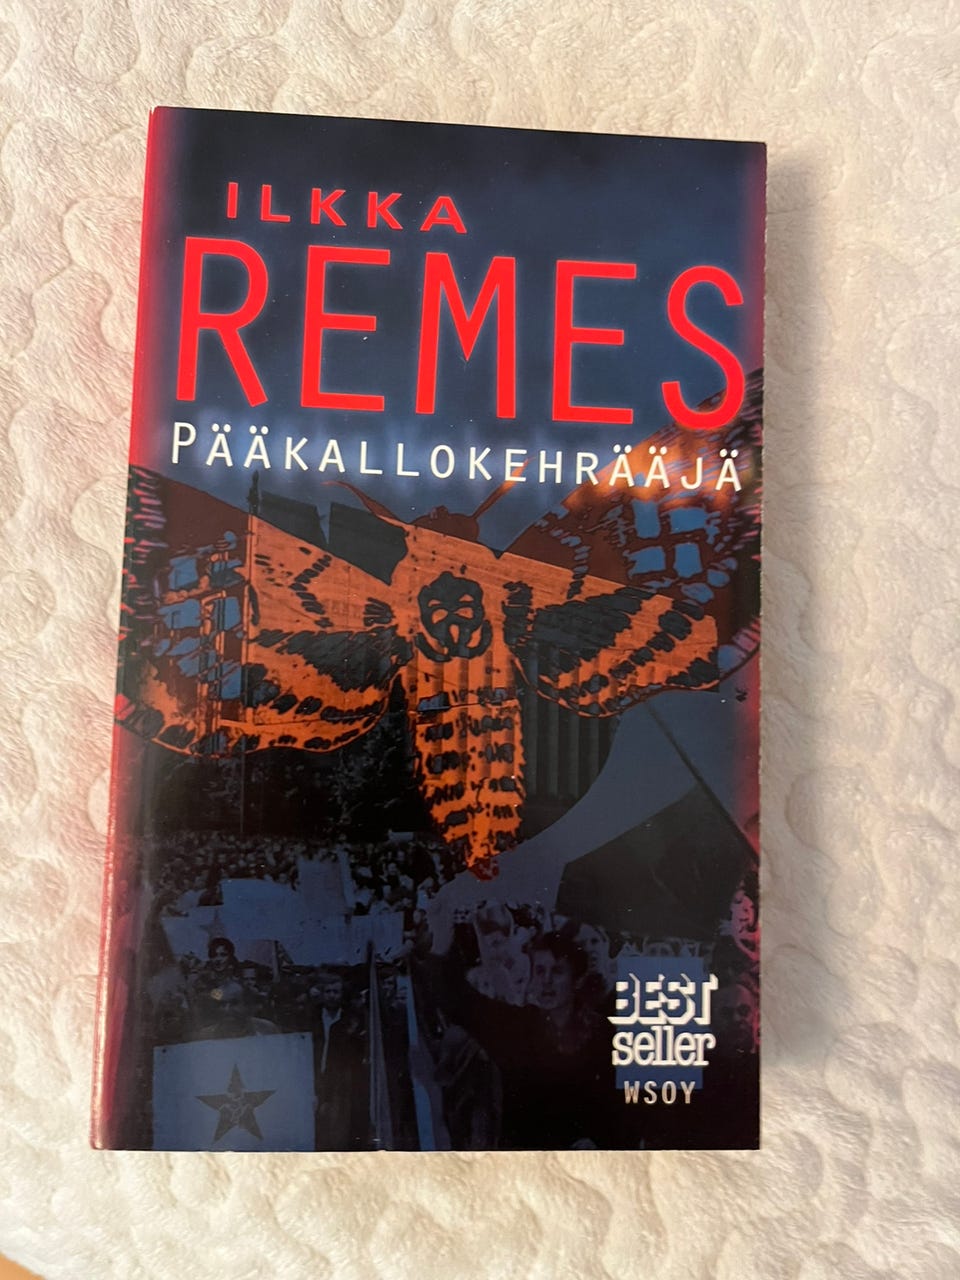 ILKKA
REMES
PÄÄKALLOKEHRÄÄJÄ
BEST
seller
WSOY